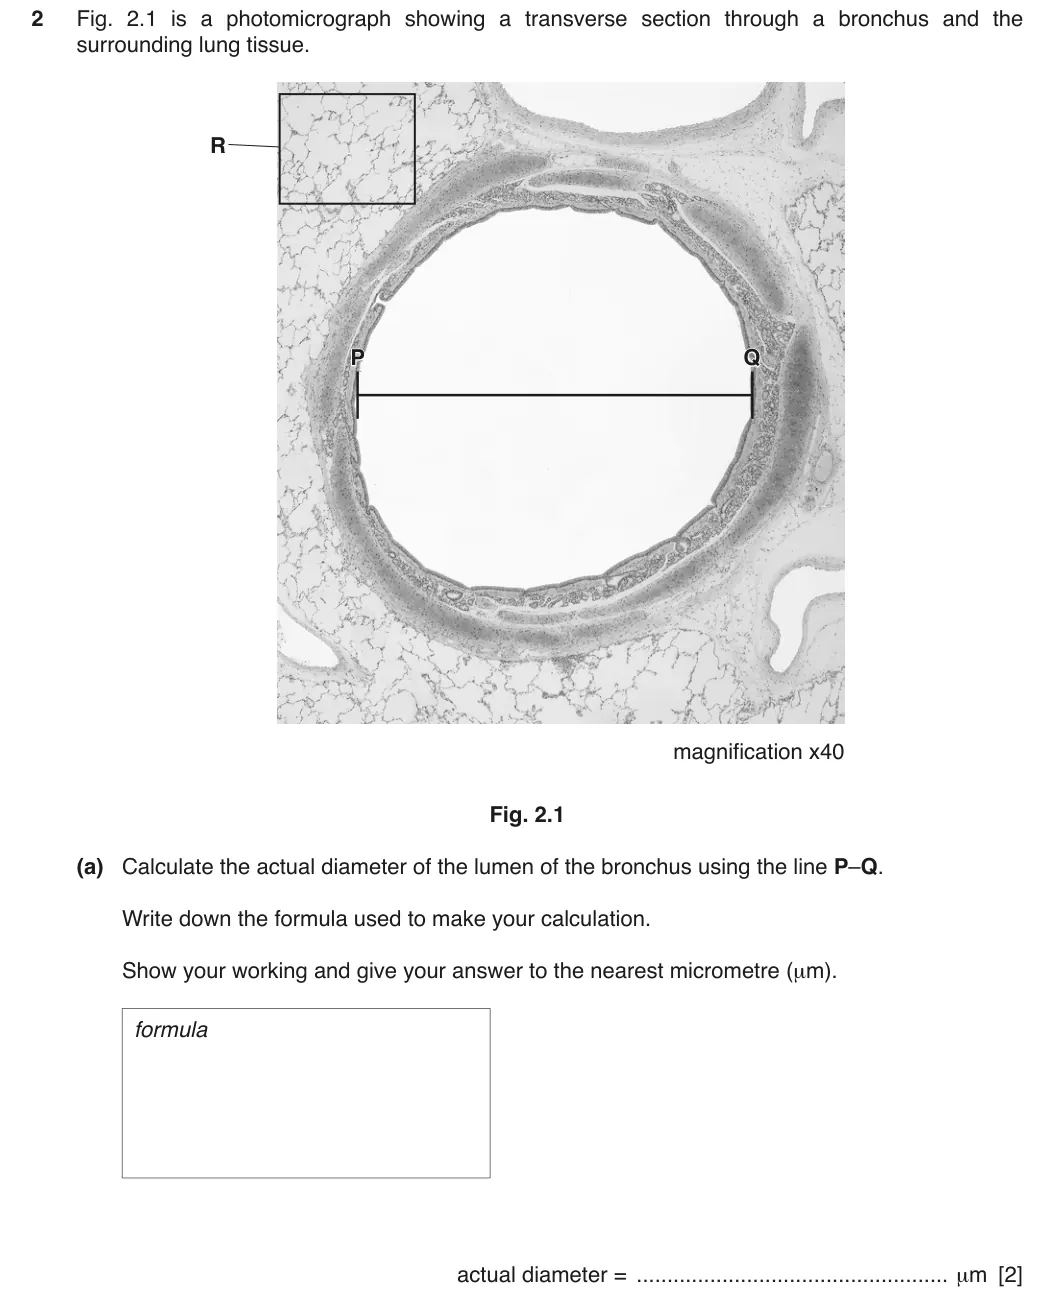 2 Fig. 2.1 is a photomicrograph showing a transverse section through a bronchus and the
surrounding lung tissue.
R
P
Q
magnification x40
Fig. 2.1
(a) Calculate the actual diameter of the lumen of the bronchus using the line P–Q.
Write down the formula used to make your calculation.
Show your working and give your answer to the nearest micrometre (μm).
formula
actual diameter = .................................................... μm [2]